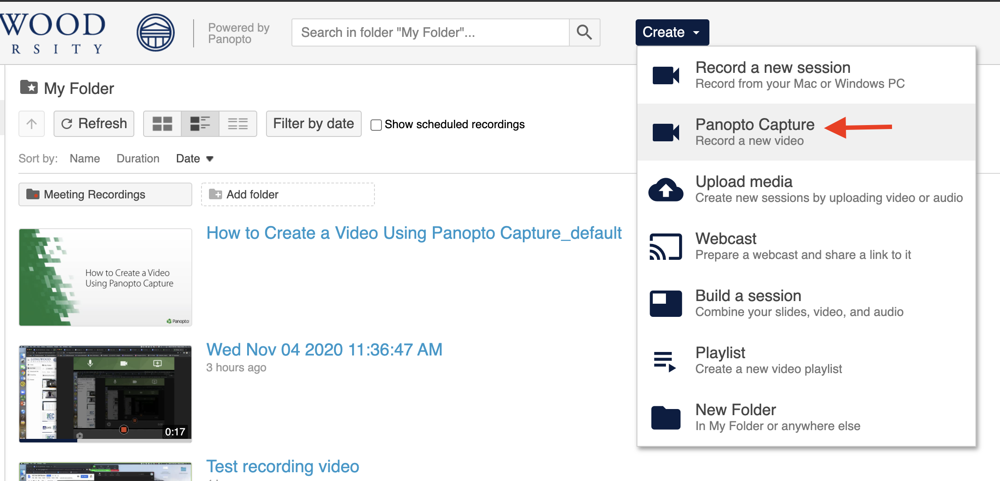 WOOD
RSITY
Powered by
Panopto
Search in folder "My Folder"...
Create
Record a new session
Record from your Mac or Windows PC
Panopto Capture
Record a new video
Upload media
Create new sessions by uploading video or audio
Webcast
Prepare a webcast and share a link to it
Build a session
Combine your slides, video, and audio
Playlist
Create a new video playlist
New Folder
In My Folder or anywhere else
My Folder
Refresh
Filter by date
Show scheduled recordings
Sort by: Name Duration Date
Meeting Recordings
Add folder
How to Create a Video
Using Panopto Capture
Panopto
How to Create a Video Using Panopto Capture_default
LONGWOOD
REC
0:17
Wed Nov 04 2020 11:36:47 AM
3 hours ago
Test recording video